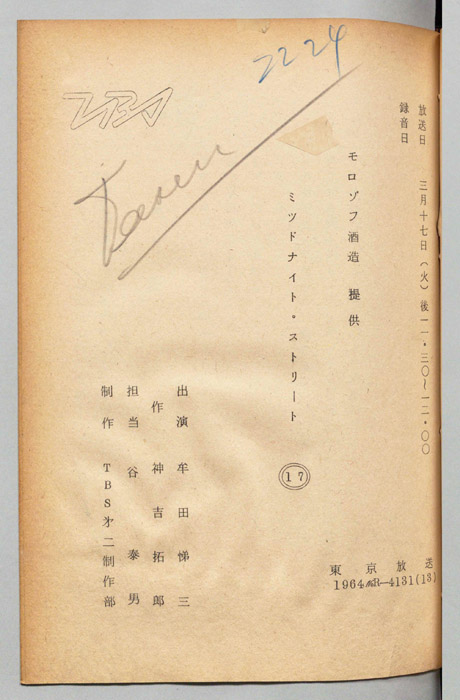 2224
TBS
放送日　三月十七日（火）後一一・三〇〜一二・〇〇
録音日
モロゾフ酒造　提供
ミツドナイト・ストリート
17
出演　牟田悌三
作　神吉拓郎
担当　谷　泰男
制作　TBS第二制作部
東京放送